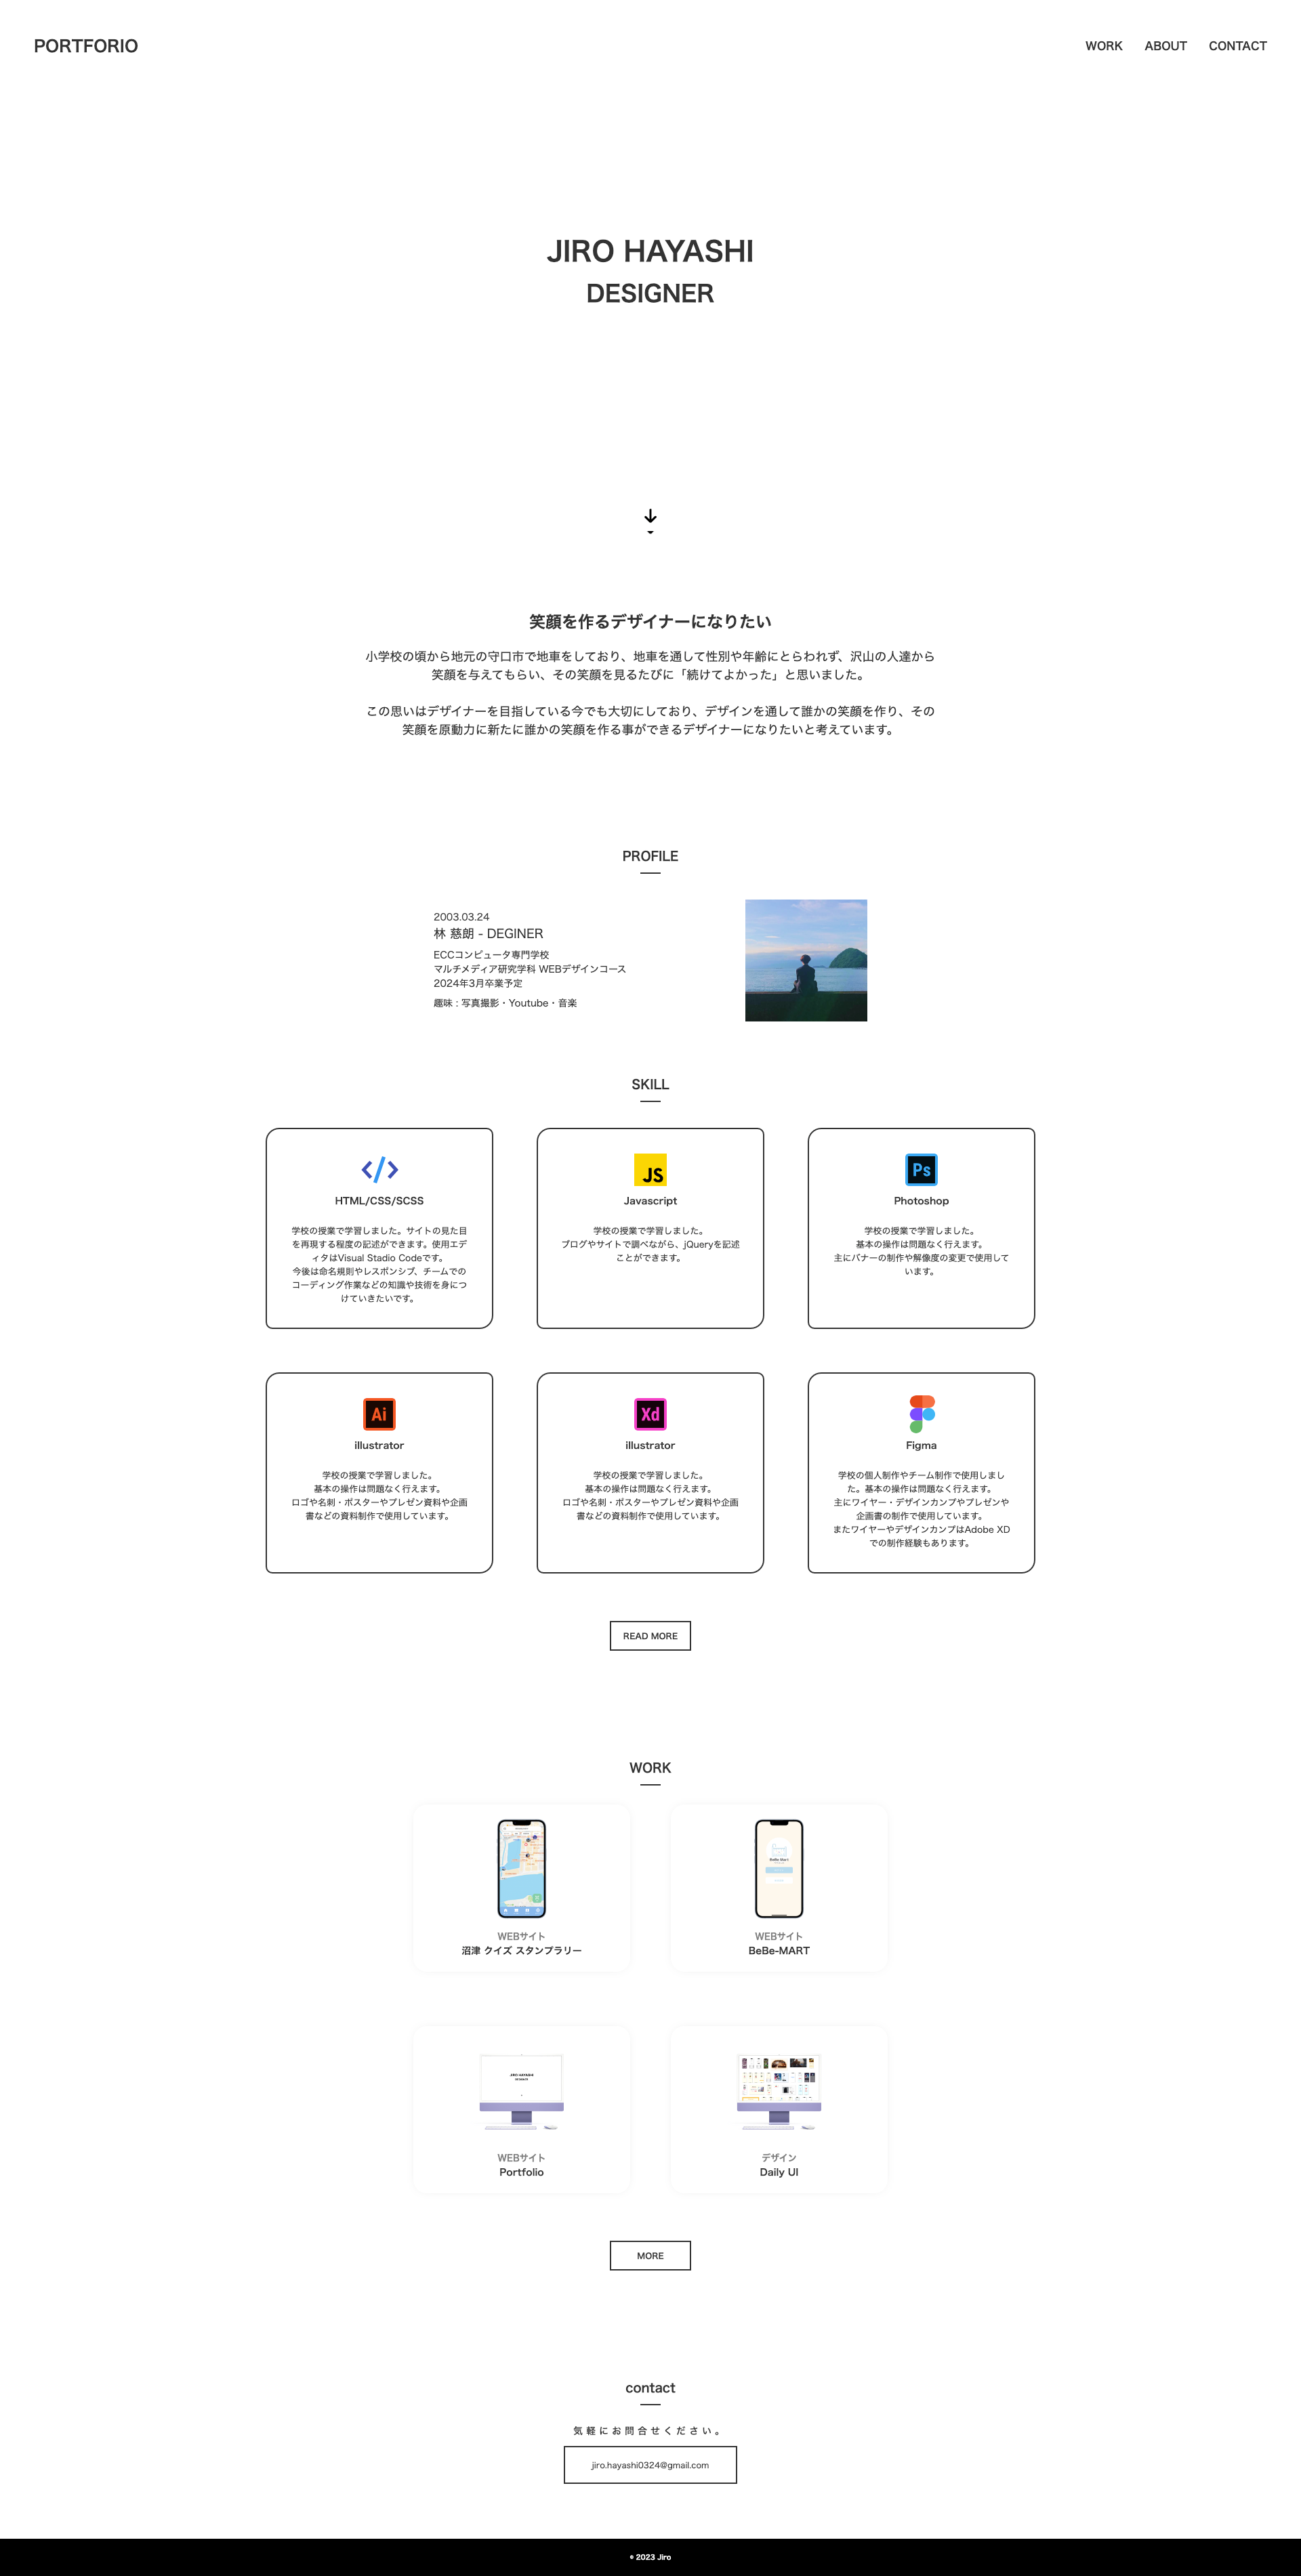 PORTFORIO
WORK ABOUT CONTACT
JIRO HAYASHI
DESIGNER
笑顔を作るデザイナーになりたい
小学校の頃から地元の守口市で地車をしており、地車を通して性別や年齢にとらわれず、沢山の人達から
笑顔を与えてもらい、その笑顔を見るたびに「続けてよかった」と思いました。
この思いはデザイナーを目指している今でも大切にしており、デザインを通して誰かの笑顔を作り、その
笑顔を原動力に新たに誰かの笑顔を作る事ができるデザイナーになりたいと考えています。
PROFILE
2003.03.24
林 慈朗 - DEGINER
ECCコンピュータ専門学校
マルチメディア研究学科 WEBデザインコース
2024年3月卒業予定
趣味 : 写真撮影・Youtube・音楽
SKILL
</>
HTML/CSS/SCSS
学校の授業で学習しました。サイトの見た目
を再現する程度の記述ができます。使用エデ
ィタはVisual Stadio Codeです。
今後は命名規則やレスポンシブ、チームでの
コーディング作業などの知識や技術を身につ
けていきたいです。
JS
Javascript
学校の授業で学習しました。
ブログやサイトで調べながら、jQueryを記述
ことができます。
Ps
Photoshop
学校の授業で学習しました。
基本の操作は問題なく行えます。
主にバナーの制作や解像度の変更で使用して
います。
Ai
illustrator
学校の授業で学習しました。
基本の操作は問題なく行えます。
ロゴや名刺・ポスターやプレゼン資料や企画
書などの資料制作で使用しています。
Xd
illustrator
学校の授業で学習しました。
基本の操作は問題なく行えます。
ロゴや名刺・ポスターやプレゼン資料や企画
書などの資料制作で使用しています。
Figma
学校の個人制作やチーム制作で使用しまし
た。基本の操作は問題なく行えます。
主にワイヤー・デザインカンプやプレゼンや
企画書の制作で使用しています。
またワイヤーやデザインカンプはAdobe XD
での制作経験もあります。
READ MORE
WORK
WEBサイト
沼津 クイズ スタンプラリー
BeBe Mart
WEBサイト
BeBe-MART
JIRO HAYASHI
DESIGNER
WEBサイト
Portfolio
デザイン
Daily UI
MORE
contact
気軽にお問合せください。
jiro.hayashi0324@gmail.com
© 2023 Jiro